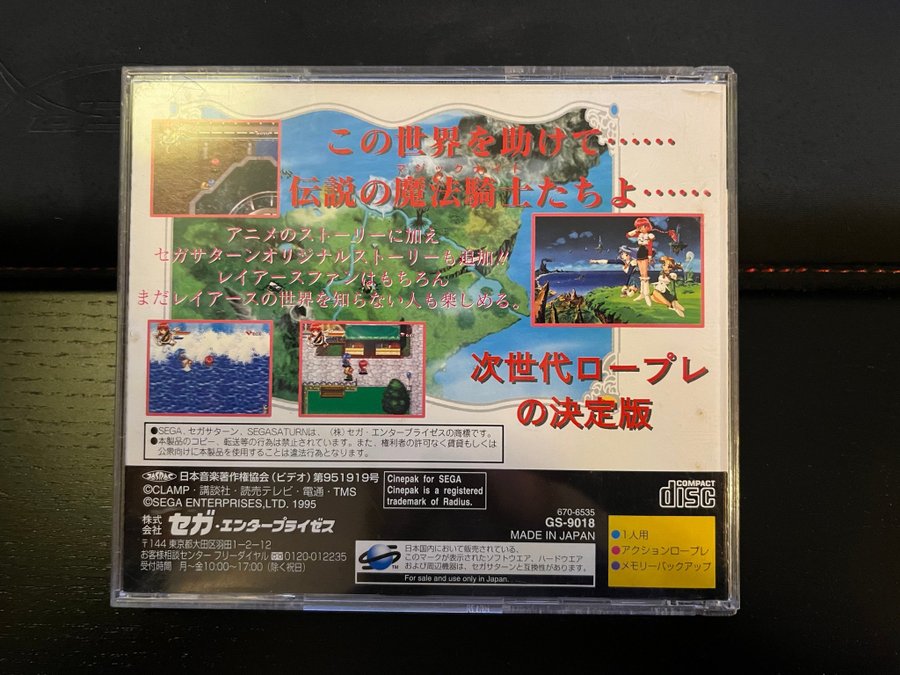 この世界を助けて……
マジックナイト
伝説の魔法騎士たちよ……
アニメのストーリーに加え
セガサターンオリジナルストーリーも追加!!
レイアースファンはもちろん
まだレイアースの世界を知らない人も楽しめる。
次世代ロープレ
の決定版
●SEGA、セガサターン、SEGASATURNは、(株)セガ・エンタープライゼスの商標です。
●本製品のコピー、転送等の行為は禁止されています。また、権利者の許可なく賃貸もしくは
公衆向けに本製品を使用することは違法行為となります。
日本音楽著作権協会(ビデオ)第951919号
©CLAMP・講談社・読売テレビ・電通・TMS
©SEGA ENTERPRISES,LTD. 1995
Cinepak for SEGA
Cinepak is a registered
trademark of Radius.
COMPACT
disc
670-6535
GS-9018
MADE IN JAPAN
株式会社 セガ・エンタープライゼス
〒144 東京都大田区羽田1-2-12
お客様相談センター フリーダイヤル 0120-012235
受付時間 月〜金10:00〜17:00(除く祝日)
TM
日本国内において販売されている、
このマークが表示されたソフトウエア、ハードウエア
および周辺機器は、セガサターンと互換性があります。
For sale and use only in Japan.
●1人用
●アクションロープレ
●メモリーバックアップ